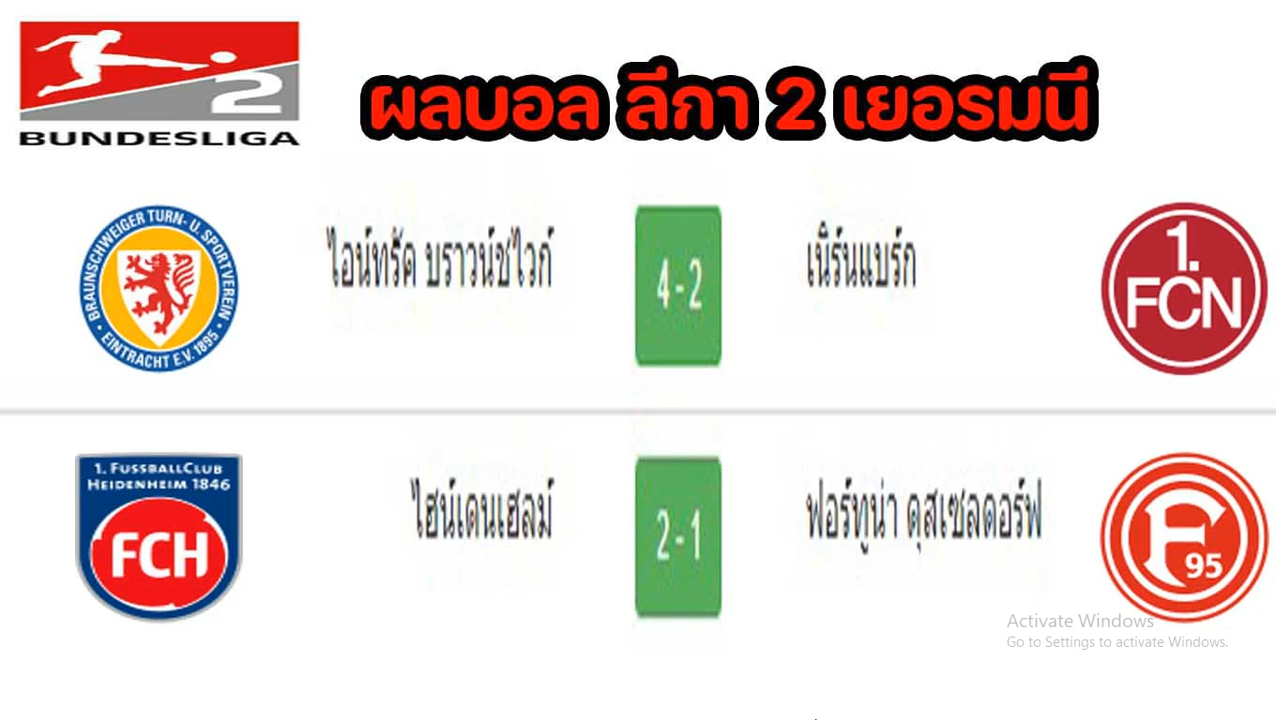 2
BUNDESLIGA
ผลบอล ลีกา 2 เยอรมนี
BRAUNSCHWEIGER TURN- U. SPORTVEREIN
EINTRACHT E.V. 1895
ไอน์ทรัค บราวน์ชไวก์
4 - 2
เนิร์นแบร์ก
1.
FCN
1. FUSSBALLCLUB
HEIDENHEIM 1846
FCH
ไฮน์เดนเฮลม์
2 - 1
ฟอร์ทูน่า ดุสเซลดอร์ฟ
F 95
Activate Windows
Go to Settings to activate Windows.